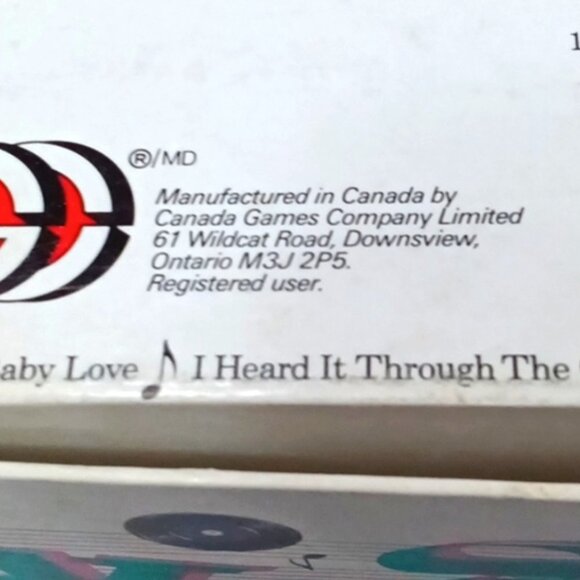 1
®/MD
Manufactured in Canada by
Canada Games Company Limited
61 Wildcat Road, Downsview,
Ontario M3J 2P5.
Registered user.
aby Love ♪ I Heard It Through The